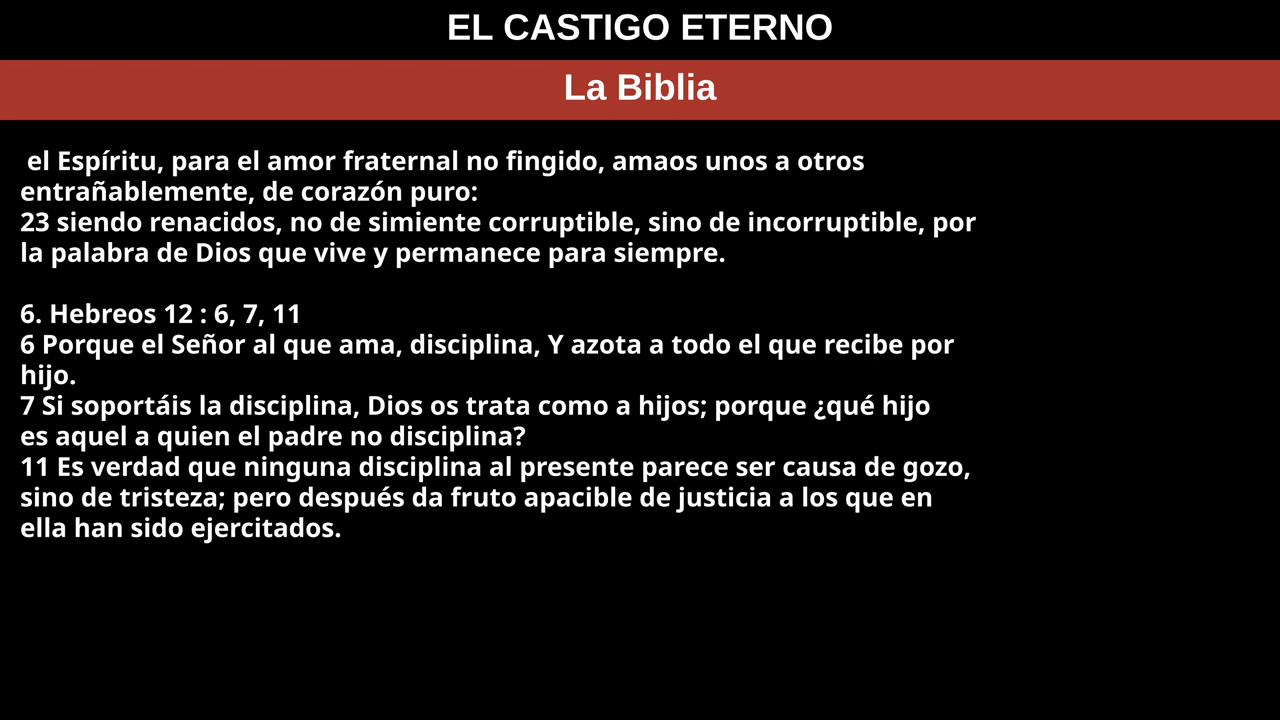 EL CASTIGO ETERNO
La Biblia
el Espíritu, para el amor fraternal no fingido, amaos unos a otros
entrañablemente, de corazón puro:
23 siendo renacidos, no de simiente corruptible, sino de incorruptible, por
la palabra de Dios que vive y permanece para siempre.
6. Hebreos 12 : 6, 7, 11
6 Porque el Señor al que ama, disciplina, Y azota a todo el que recibe por
hijo.
7 Si soportáis la disciplina, Dios os trata como a hijos; porque ¿qué hijo
es aquel a quien el padre no disciplina?
11 Es verdad que ninguna disciplina al presente parece ser causa de gozo,
sino de tristeza; pero después da fruto apacible de justicia a los que en
ella han sido ejercitados.